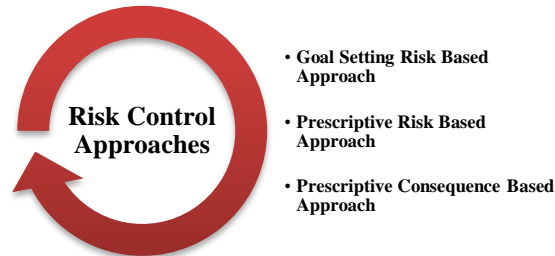 Risk Control
Approaches
• Goal Setting Risk Based
Approach
• Prescriptive Risk Based
Approach
• Prescriptive Consequence Based
Approach